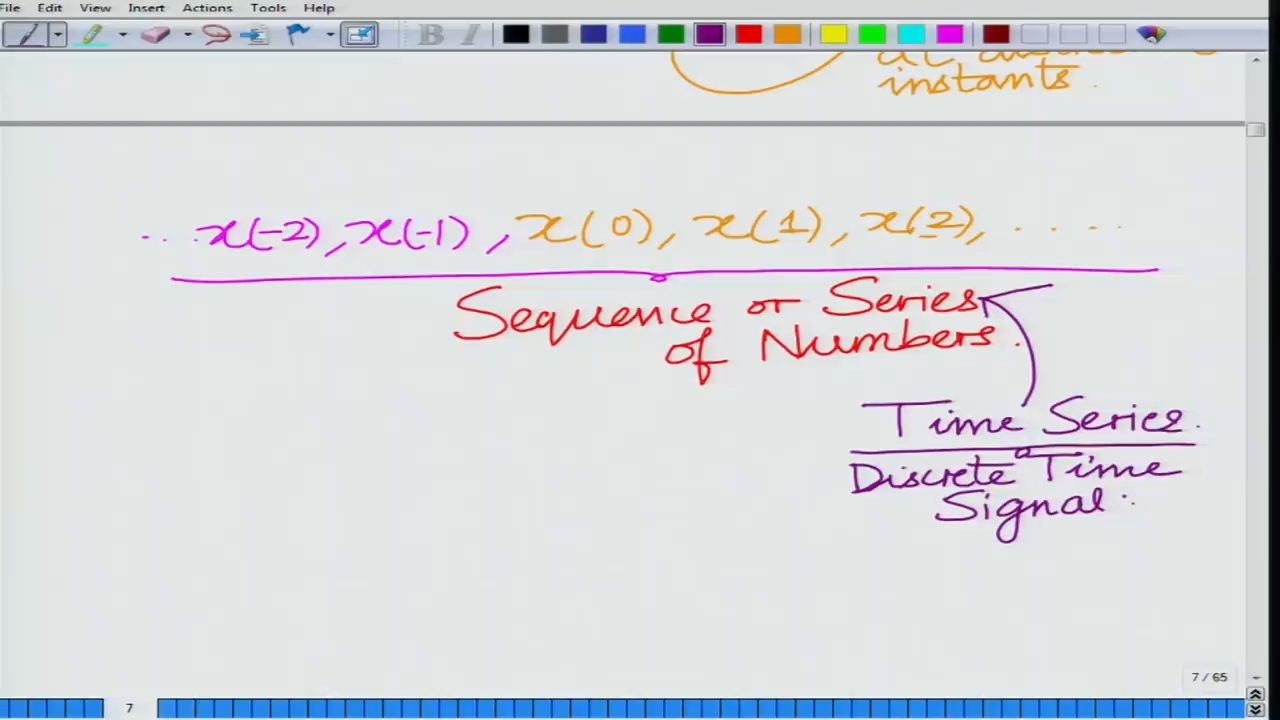 File Edit View Insert Actions Tools Help
B I
instants.
... x(-2), x(-1), x(0), x(1), x(2), .....
Sequence or Series
of Numbers.
Time Series.
Discrete Time
Signal.
7 / 65
7